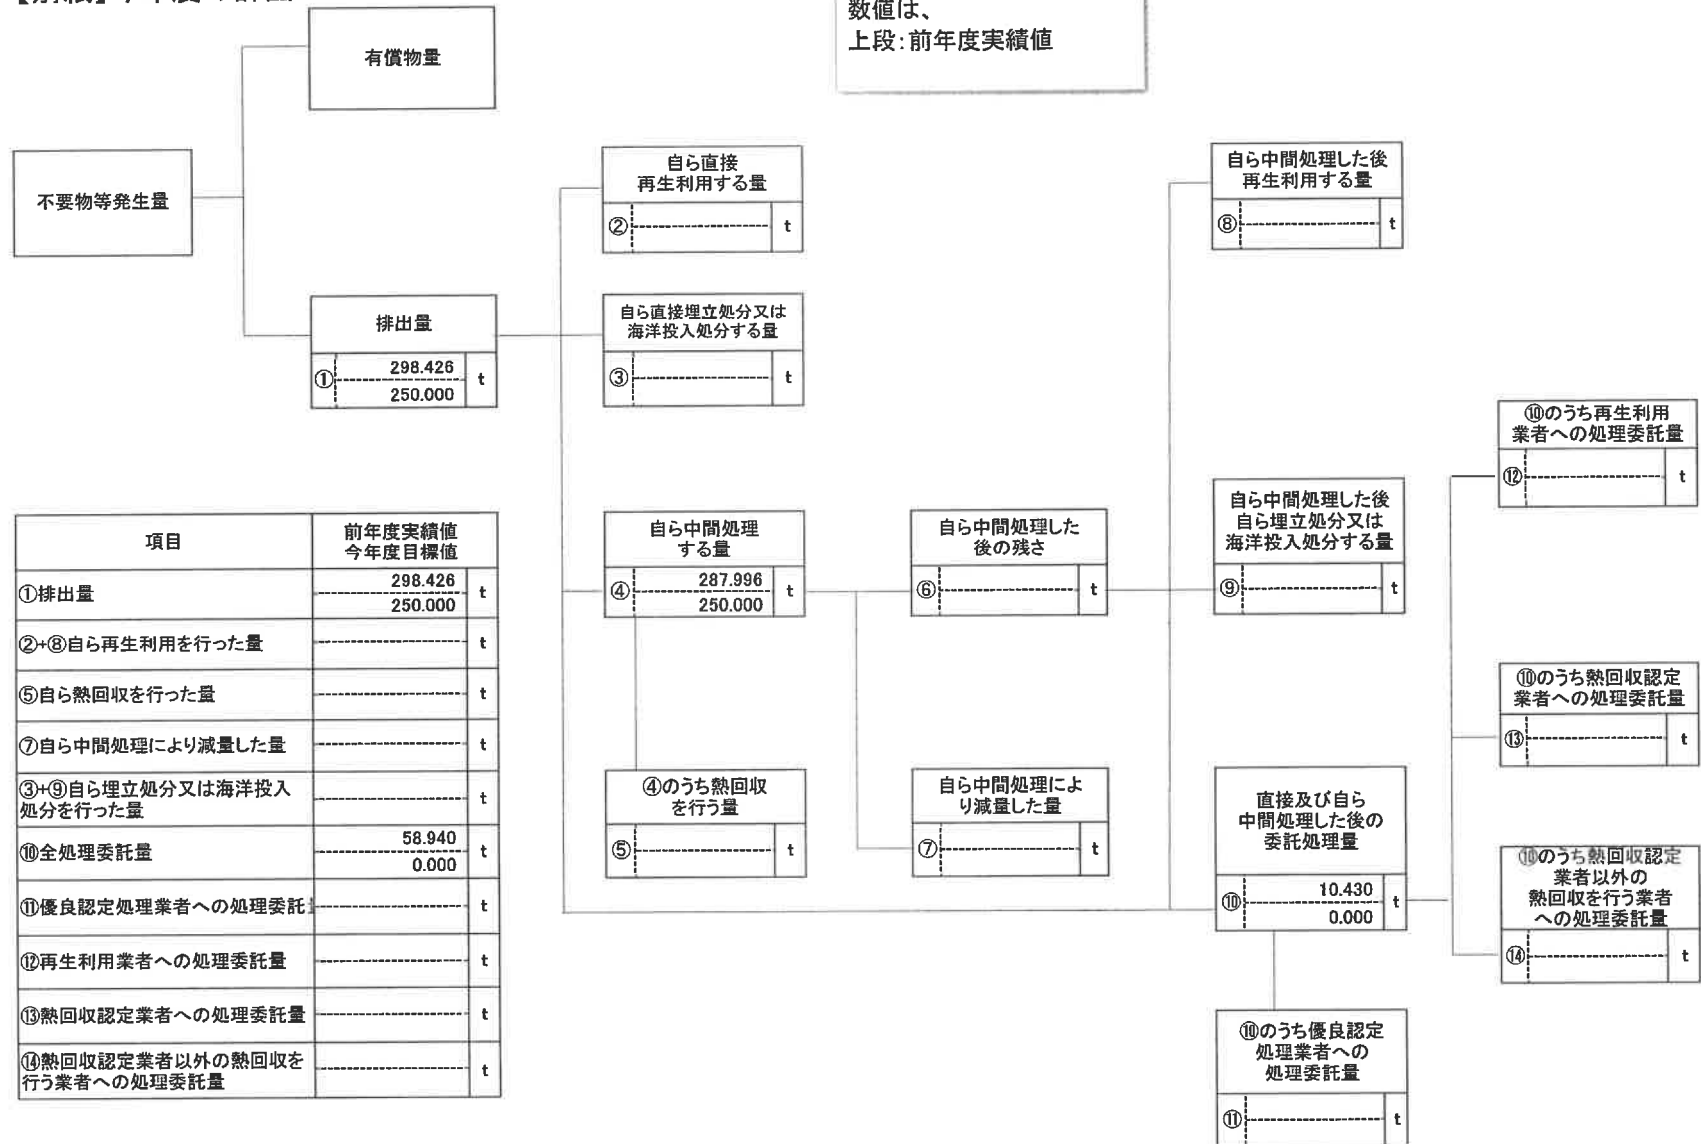 数値は、
上段:前年度実績値
有償物量
不要物等発生量
排出量
① 298.426 t
250.000
自ら直接
再生利用する量
② t
自ら直接埋立処分又は
海洋投入処分する量
③ t
自ら中間処理
する量
④ 287.996 t
250.000
④のうち熱回収
を行う量
⑤ t
自ら中間処理した
後の残さ
⑥ t
自ら中間処理によ
り減量した量
⑦ t
自ら中間処理した後
再生利用する量
⑧ t
自ら中間処理した後
自ら埋立処分又は
海洋投入処分する量
⑨ t
直接及び自ら
中間処理した後の
委託処理量
⑩ 10.430 t
0.000
⑩のうち優良認定
処理業者への
処理委託量
⑪ t
⑩のうち再生利用
業者への処理委託量
⑫ t
⑩のうち熱回収認定
業者への処理委託量
⑬ t
⑩のうち熱回収認定
業者以外の
熱回収を行う業者
への処理委託量
⑭ t
項目 前年度実績値
今年度目標値
①排出量 298.426 t
250.000
②+⑧自ら再生利用を行った量 t
⑤自ら熱回収を行った量 t
⑦自ら中間処理により減量した量 t
③+⑨自ら埋立処分又は海洋投入
処分を行った量 t
⑩全処理委託量 58.940 t
0.000
⑪優良認定処理業者への処理委託 t
⑫再生利用業者への処理委託量 t
⑬熱回収認定業者への処理委託量 t
⑭熱回収認定業者以外の熱回収を
行う業者への処理委託量 t